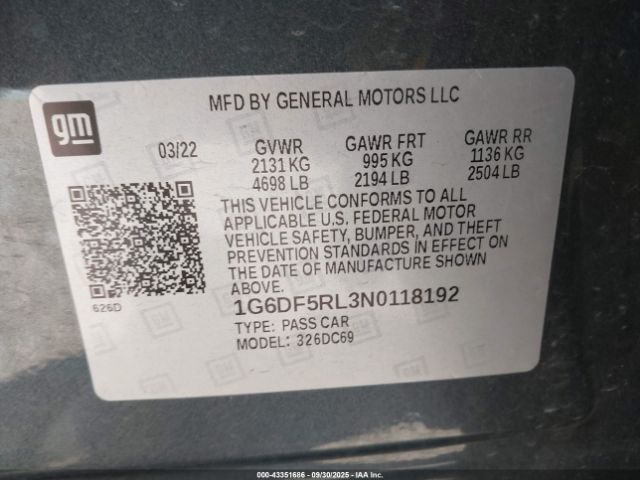 gm
MFD BY GENERAL MOTORS LLC
03/22 GVWR GAWR FRT GAWR RR
2131 KG 995 KG 1136 KG
4698 LB 2194 LB 2504 LB
THIS VEHICLE CONFORMS TO ALL
APPLICABLE U.S. FEDERAL MOTOR
VEHICLE SAFETY, BUMPER, AND THEFT
PREVENTION STANDARDS IN EFFECT ON
THE DATE OF MANUFACTURE SHOWN
ABOVE.
626D
1G6DF5RL3N0118192
TYPE: PASS CAR
MODEL: 326DC69
000-43351686 - 09/30/2025 - IAA Inc.